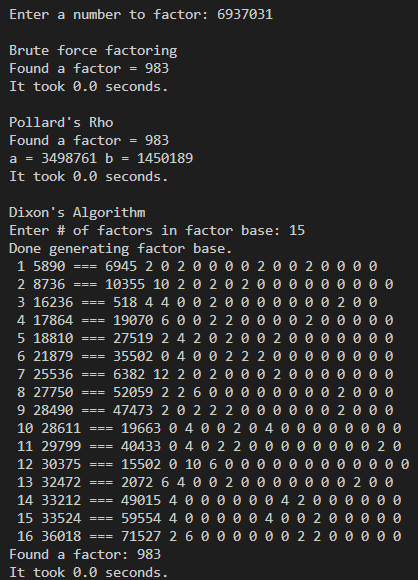 Enter a number to factor: 6937031
Brute force factoring
Found a factor = 983
It took 0.0 seconds.
Pollard's Rho
Found a factor = 983
a = 3498761 b = 1450189
It took 0.0 seconds.
Dixon's Algorithm
Enter # of factors in factor base: 15
Done generating factor base.
1 5890 === 6945 2 0 2 0 0 0 0 2 0 0 2 0 0 0 0
2 8736 === 10355 10 2 0 2 0 2 0 0 0 0 0 0 0 0 0
3 16236 === 518 4 4 0 0 2 0 0 0 0 0 0 0 2 0 0
4 17864 === 19070 6 0 0 2 2 0 0 0 0 2 0 0 0 0 0
5 18810 === 27519 2 4 2 0 2 0 0 2 0 0 0 0 0 0 0
6 21879 === 35502 0 4 0 0 2 2 2 0 0 0 0 0 0 0 0
7 25536 === 6382 12 2 0 2 0 0 0 2 0 0 0 0 0 0 0
8 27750 === 52059 2 2 6 0 0 0 0 0 0 0 0 2 0 0 0
9 28490 === 47473 2 0 2 2 2 0 0 0 0 0 0 2 0 0 0
10 28611 === 19663 0 4 0 0 2 0 4 0 0 0 0 0 0 0 0
11 29799 === 40433 0 4 0 2 2 0 0 0 0 0 0 0 0 2 0
12 30375 === 15502 0 10 6 0 0 0 0 0 0 0 0 0 0 0 0
13 32472 === 2072 6 4 0 0 2 0 0 0 0 0 0 0 2 0 0
14 33212 === 49015 4 0 0 0 0 0 0 4 2 0 0 0 0 0 0
15 33524 === 59554 4 0 0 0 0 0 4 0 0 2 0 0 0 0 0
16 36018 === 71527 2 6 0 0 0 0 0 0 2 2 0 0 0 0 0
Found a factor: 983
It took 0.0 seconds.